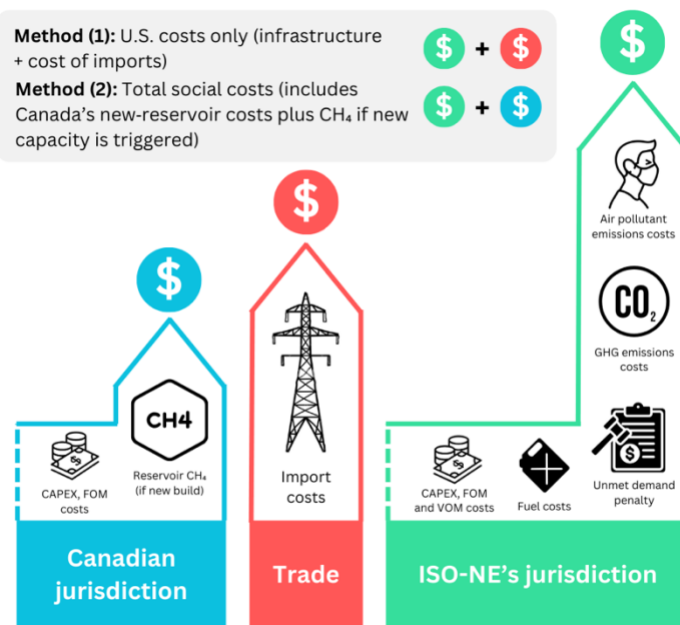 Method (1): U.S. costs only (infrastructure
+ cost of imports)
$ + $
Method (2): Total social costs (includes
Canada's new-reservoir costs plus CH₄ if new
capacity is triggered)
$ + $
$
$
$
Air pollutant
emissions costs
CO₂
GHG emissions
costs
CH4
CAPEX, FOM
costs
Reservoir CH₄
(if new build)
Import
costs
CAPEX, FOM
and VOM costs
Fuel costs
Unmet demand
penalty
Canadian
jurisdiction
Trade
ISO-NE's jurisdiction